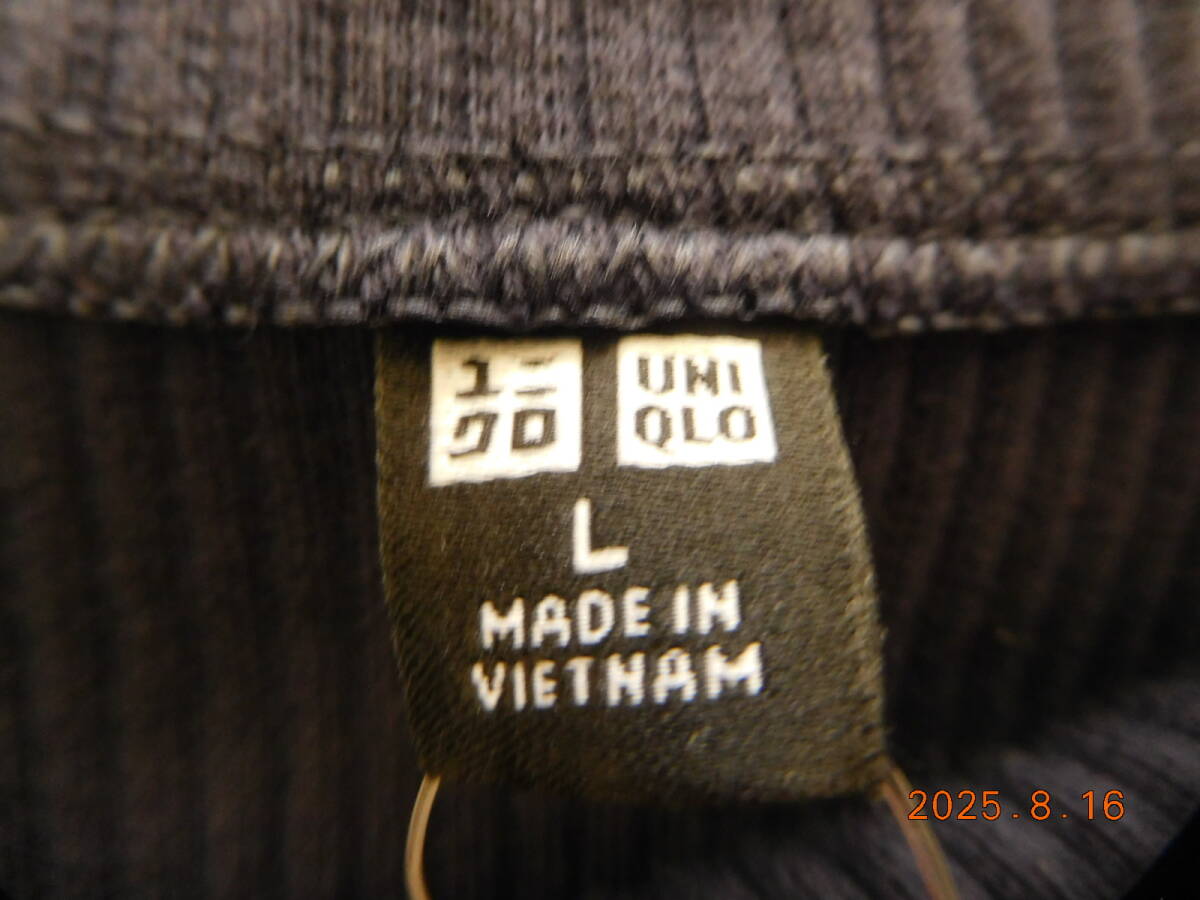 ユニ
クロ
UNI
QLO
L
MADE IN
VIETNAM
2025.8.16